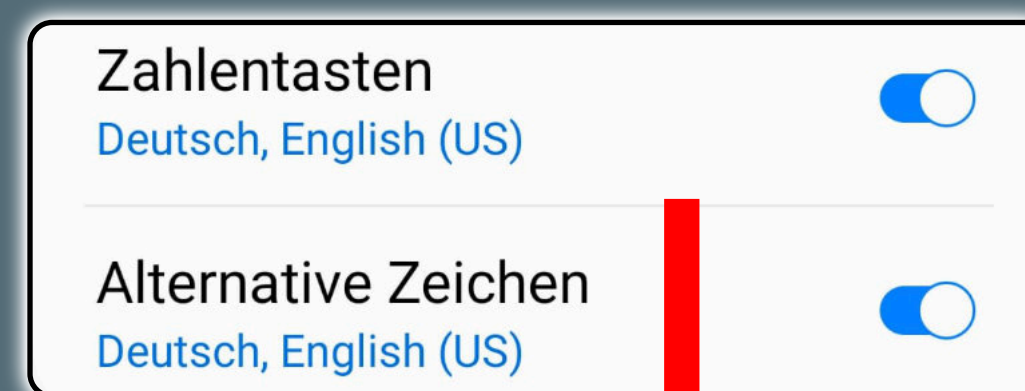 Zahlentasten
Deutsch, English (US)
Alternative Zeichen
Deutsch, English (US)